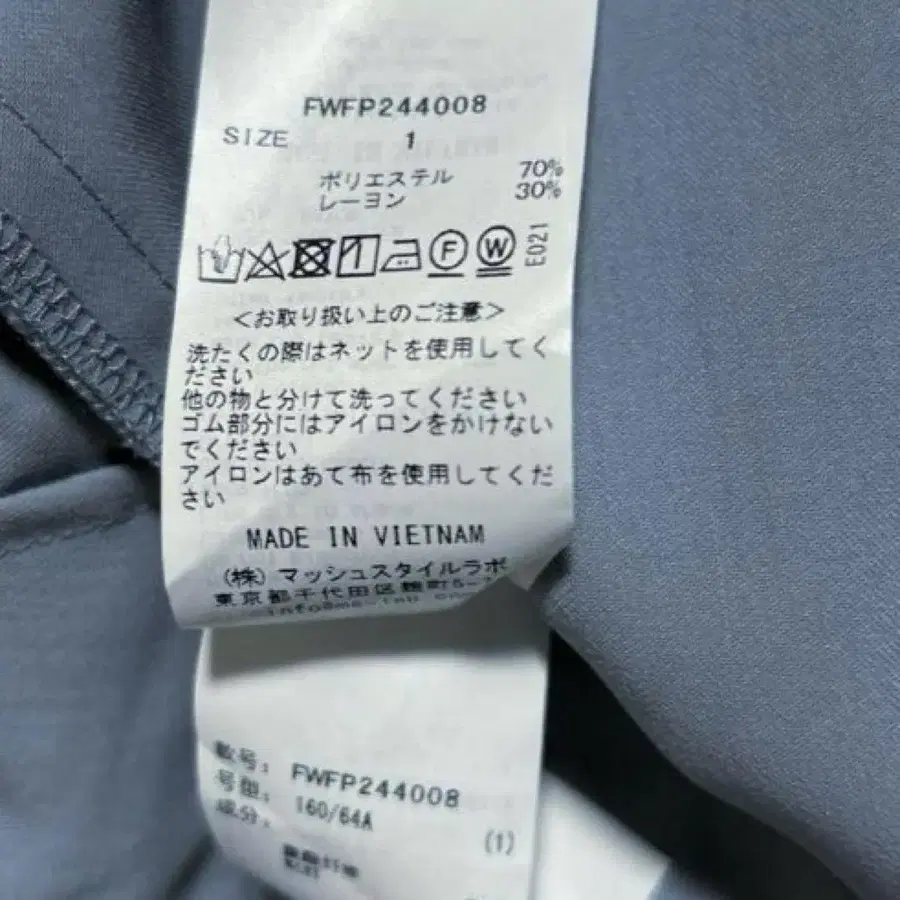 FWFP244008
SIZE 1
ポリエステル 70%
レーヨン 30%
F W E021
<お取り扱い上のご注意>
洗たくの際はネットを使用してく
ださい
他の物と分けて洗ってください
ゴム部分にはアイロンをかけない
でください
アイロンはあて布を使用してくだ
さい
MADE IN VIETNAM
(株)マッシュスタイルラボ
東京都千代田区麹町5-7
款号: FWFP244008
号型: 160/64A
成分: (1)